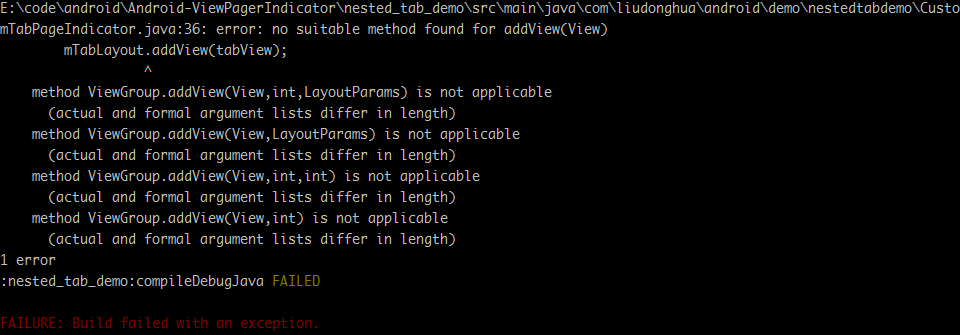 E:\code\android\Android-ViewPagerIndicator\nested_tab_demo\src\main\java\com\liudonghua\android\demo\nestedtabdemo\Custo
mTabPageIndicator.java:36: error: no suitable method found for addView(View)
mTabLayout.addView(tabView);
^
method ViewGroup.addView(View,int,LayoutParams) is not applicable
(actual and formal argument lists differ in length)
method ViewGroup.addView(View,LayoutParams) is not applicable
(actual and formal argument lists differ in length)
method ViewGroup.addView(View,int,int) is not applicable
(actual and formal argument lists differ in length)
method ViewGroup.addView(View,int) is not applicable
(actual and formal argument lists differ in length)
1 error
:nested_tab_demo:compileDebugJava FAILED
FAILURE: Build failed with an exception.